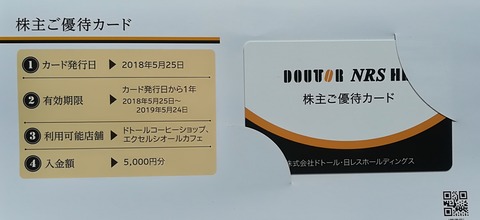 株主ご優待カード
1 カード発行日 ▶ 2018年5月25日
2 有効期限 ▶ カード発行日から1年
2018年5月25日～
2019年5月24日
3 利用可能店舗 ▶ ドトールコーヒーショップ、
エクセルシオールカフェ
4 入金額 ▶ 5,000円分
DOUTOR NRS H
株主ご優待カード
株式会社ドトール・日レスホールディングス